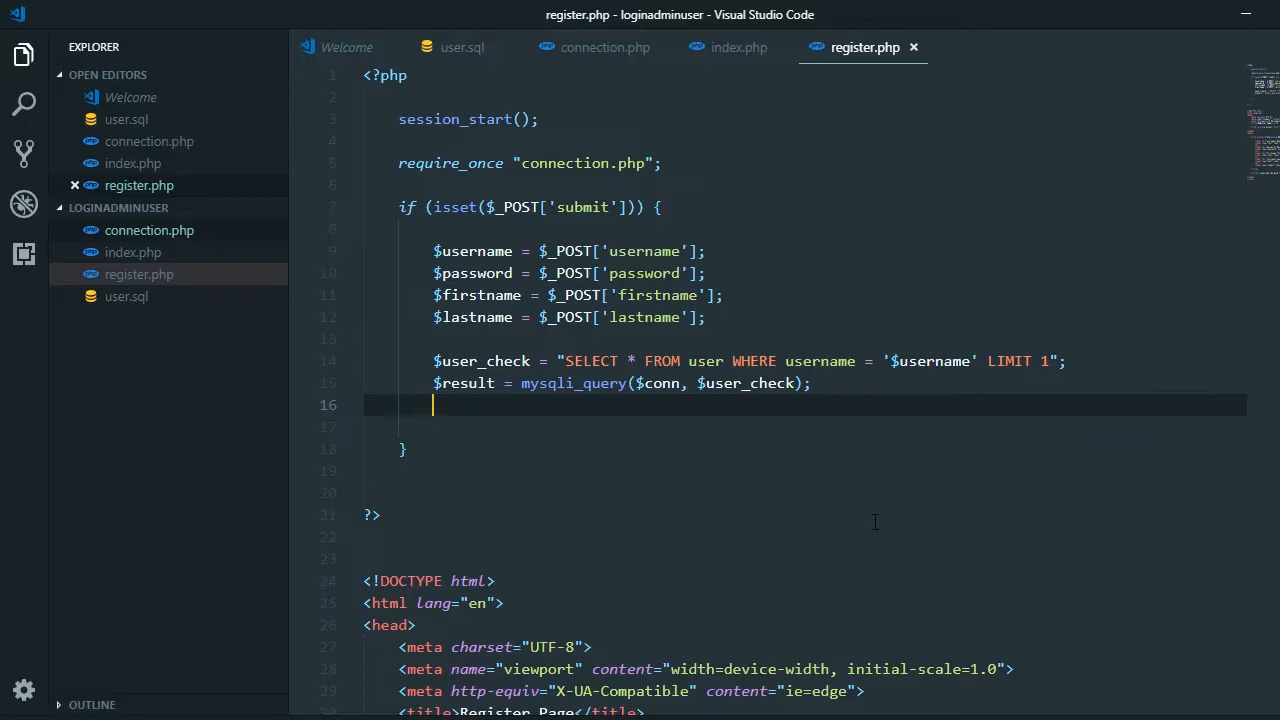 register.php - loginadminuser - Visual Studio Code
EXPLORER
OPEN EDITORS
Welcome
user.sql
connection.php
index.php
register.php
LOGINADMINUSER
connection.php
index.php
register.php
user.sql
OUTLINE
Welcome user.sql connection.php index.php register.php
1 <?php
2
3 session_start();
4
5 require_once "connection.php";
6
7 if (isset($_POST['submit'])) {
8
9 $username = $_POST['username'];
10 $password = $_POST['password'];
11 $firstname = $_POST['firstname'];
12 $lastname = $_POST['lastname'];
13
14 $user_check = "SELECT * FROM user WHERE username = '$username' LIMIT 1";
15 $result = mysqli_query($conn, $user_check);
16
17
18 }
19
20
21 ?>
22
23
24 <!DOCTYPE html>
25 <html lang="en">
26 <head>
27 <meta charset="UTF-8">
28 <meta name="viewport" content="width=device-width, initial-scale=1.0">
29 <meta http-equiv="X-UA-Compatible" content="ie=edge">
30 <title>Register Page</title>